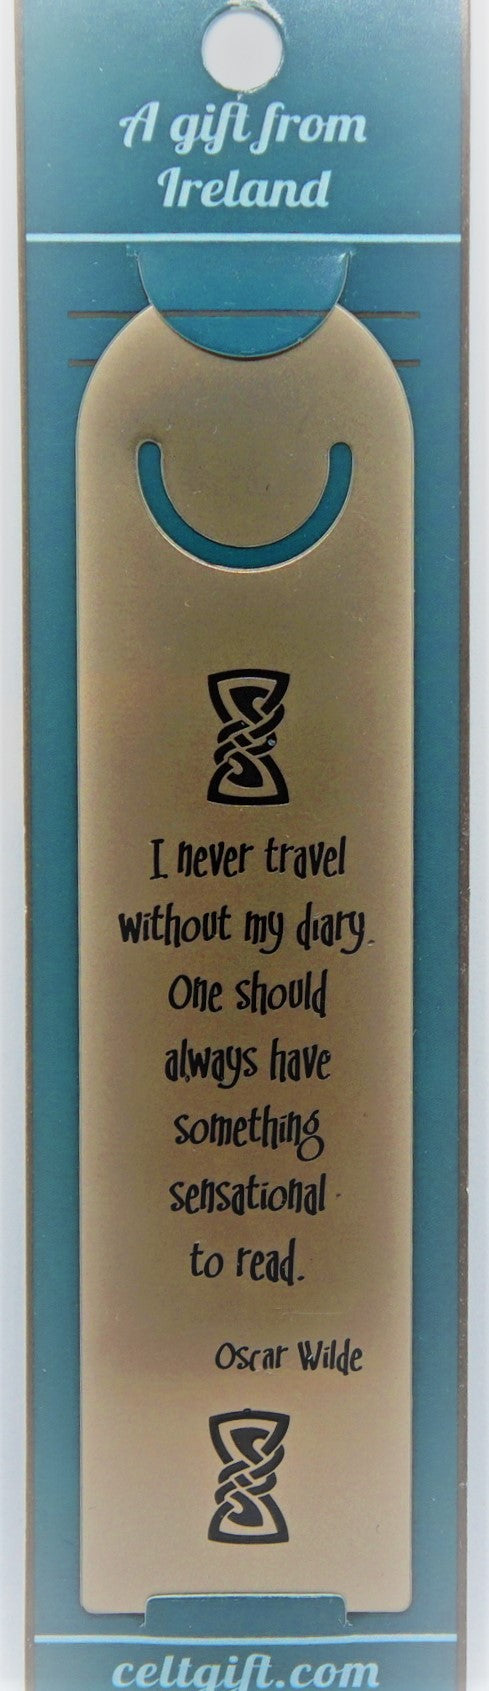 A gift from
Ireland
I never travel
without my diary.
One should
always have
something
sensational
to read.
Oscar Wilde
celtgift.com